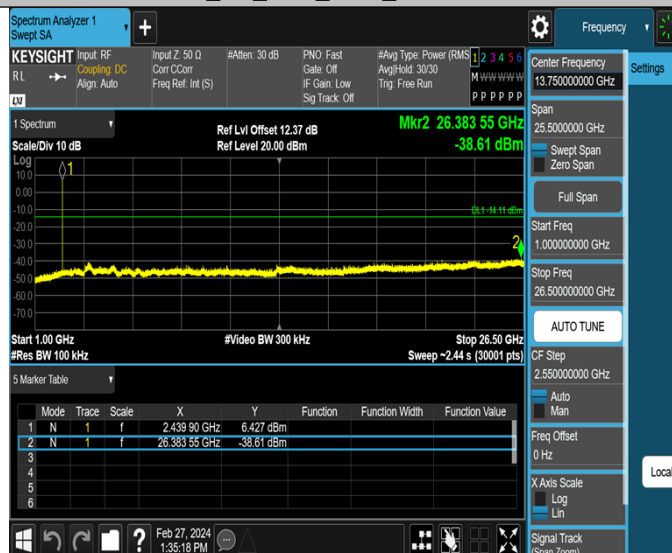 Spectrum Analyzer 1
Swept SA
+
Frequency
KEYSIGHT
RL
LXI
Input: RF
Coupling: DC
Align: Auto
Input Z: 50 Ω
Corr CCorr
Freq Ref: Int (S)
#Atten: 30 dB
PNO: Fast
Gate: Off
IF Gain: Low
Sig Track: Off
#Avg Type: Power (RMS
Avg|Hold: 30/30
Trig: Free Run
1 2 3 4 5 6
M W W W W W
P P P P P P
1 Spectrum
Scale/Div 10 dB
Ref Lvl Offset 12.37 dB
Ref Level 20.00 dBm
Mkr2 26.383 55 GHz
-38.61 dBm
Log
10.0
0.00
-10.0
-20.0
-30.0
-40.0
-50.0
-60.0
-70.0
1
2
DL1 -14.11 dBm
Start 1.00 GHz
#Res BW 100 kHz
#Video BW 300 kHz
Stop 26.50 GHz
Sweep ~2.44 s (30001 pts)
5 Marker Table
Mode Trace Scale X Y Function Function Width Function Value
1 N 1 f 2.439 90 GHz 6.427 dBm
2 N 1 f 26.383 55 GHz -38.61 dBm
3
4
5
6
Feb 27, 2024
1:35:18 PM
Center Frequency
13.750000000 GHz
Settings
Span
25.5000000 GHz
Swept Span
Zero Span
Full Span
Start Freq
1.000000000 GHz
Stop Freq
26.500000000 GHz
AUTO TUNE
CF Step
2.550000000 GHz
Auto
Man
Freq Offset
0 Hz
Local
X Axis Scale
Log
Lin
Signal Track
(Span Zoom)